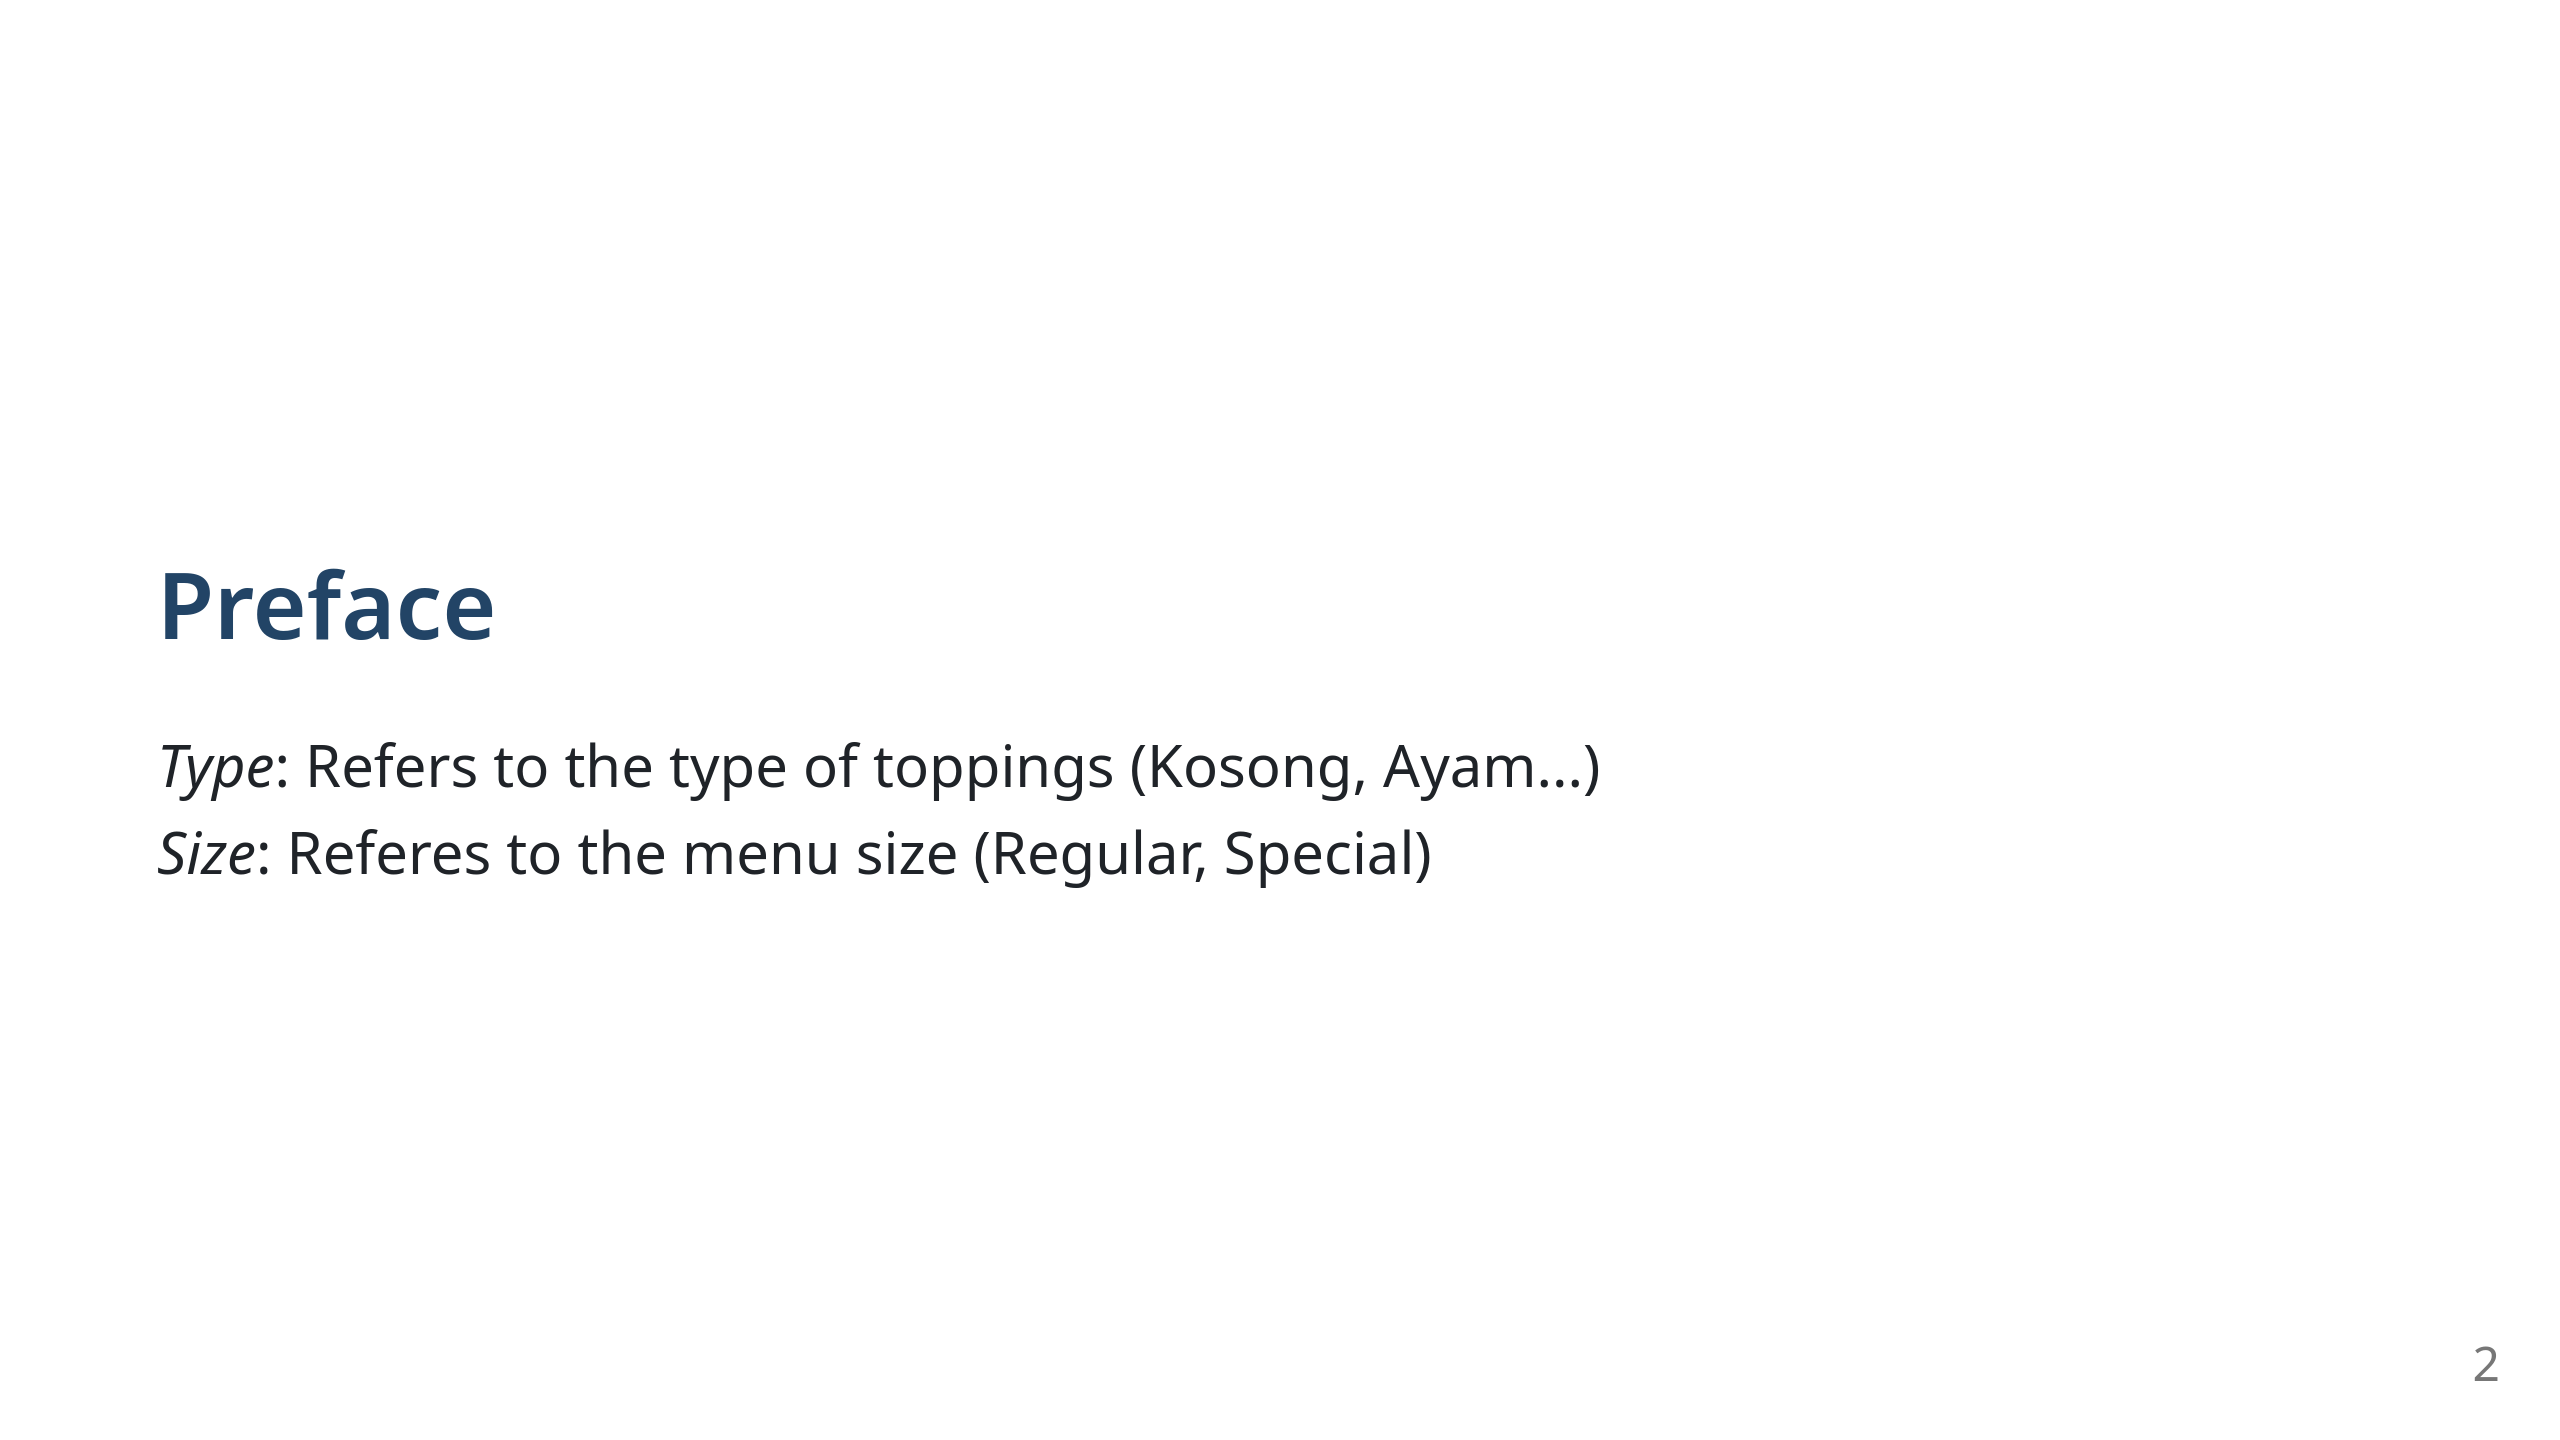 Preface
Type: Refers to the type of toppings (Kosong, Ayam...)
Size: Referes to the menu size (Regular, Special)
2